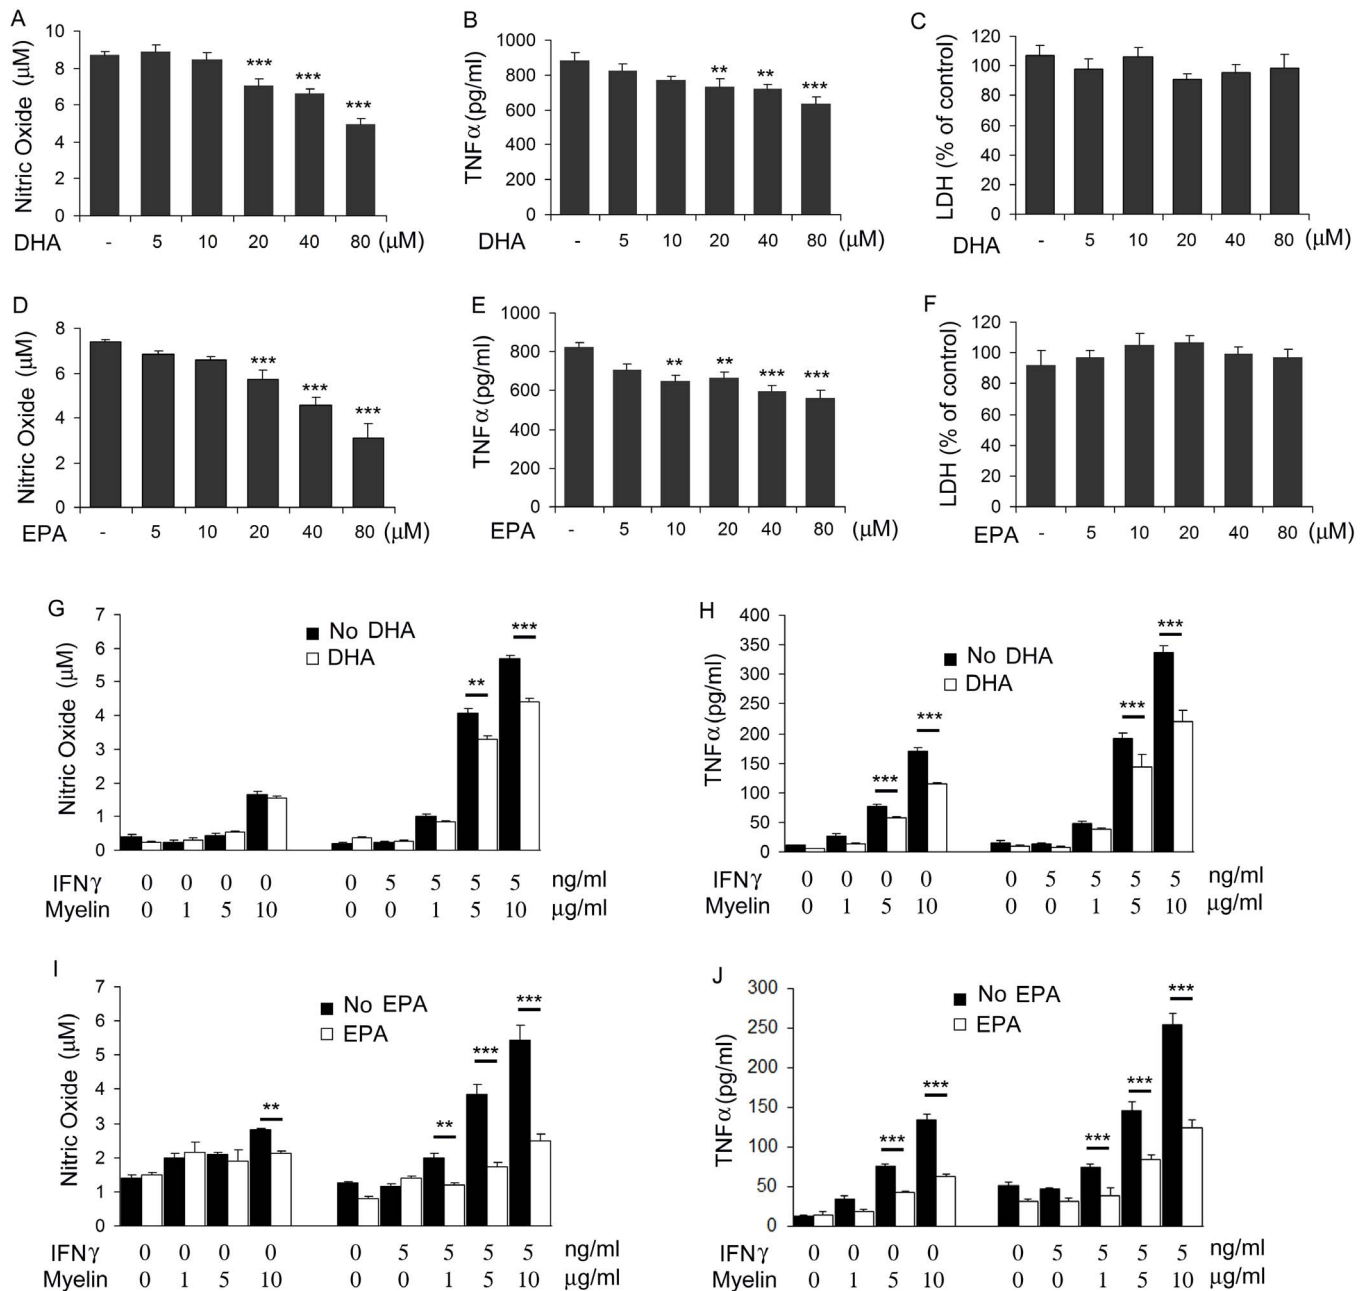 A
Nitric Oxide (μM)
10
8
6
4
2
0
*** *** ***
DHA - 5 10 20 40 80 (μM)
B
TNFα (pg/ml)
1000
800
600
400
200
0
** ** ***
DHA - 5 10 20 40 80 (μM)
C
LDH (% of control)
120
100
80
60
40
20
0
DHA - 5 10 20 40 80 (μM)
D
Nitric Oxide (μM)
8
6
4
2
0
*** *** ***
EPA - 5 10 20 40 80 (μM)
E
TNFα (pg/ml)
1000
800
600
400
200
0
** ** *** ***
EPA - 5 10 20 40 80 (μM)
F
LDH (% of control)
120
100
80
60
40
20
0
EPA - 5 10 20 40 80 (μM)
G
Nitric Oxide (μM)
7
6
5
4
3
2
1
0
No DHA
DHA
** ***
IFNγ 0 0 0 0 0 5 5 5 5 ng/ml
Myelin 0 1 5 10 0 0 1 5 10 μg/ml
H
TNFα (pg/ml)
400
350
300
250
200
150
100
50
0
No DHA
DHA
*** *** *** ***
IFNγ 0 0 0 0 0 5 5 5 5 ng/ml
Myelin 0 1 5 10 0 0 1 5 10 μg/ml
I
Nitric Oxide (μM)
7
6
5
4
3
2
1
0
No EPA
EPA
** ** *** ***
IFNγ 0 0 0 0 0 5 5 5 5 ng/ml
Myelin 0 1 5 10 0 0 1 5 10 μg/ml
J
TNFα (pg/ml)
300
250
200
150
100
50
0
No EPA
EPA
*** *** *** *** ***
IFNγ 0 0 0 0 0 5 5 5 5 ng/ml
Myelin 0 1 5 10 0 0 1 5 10 μg/ml